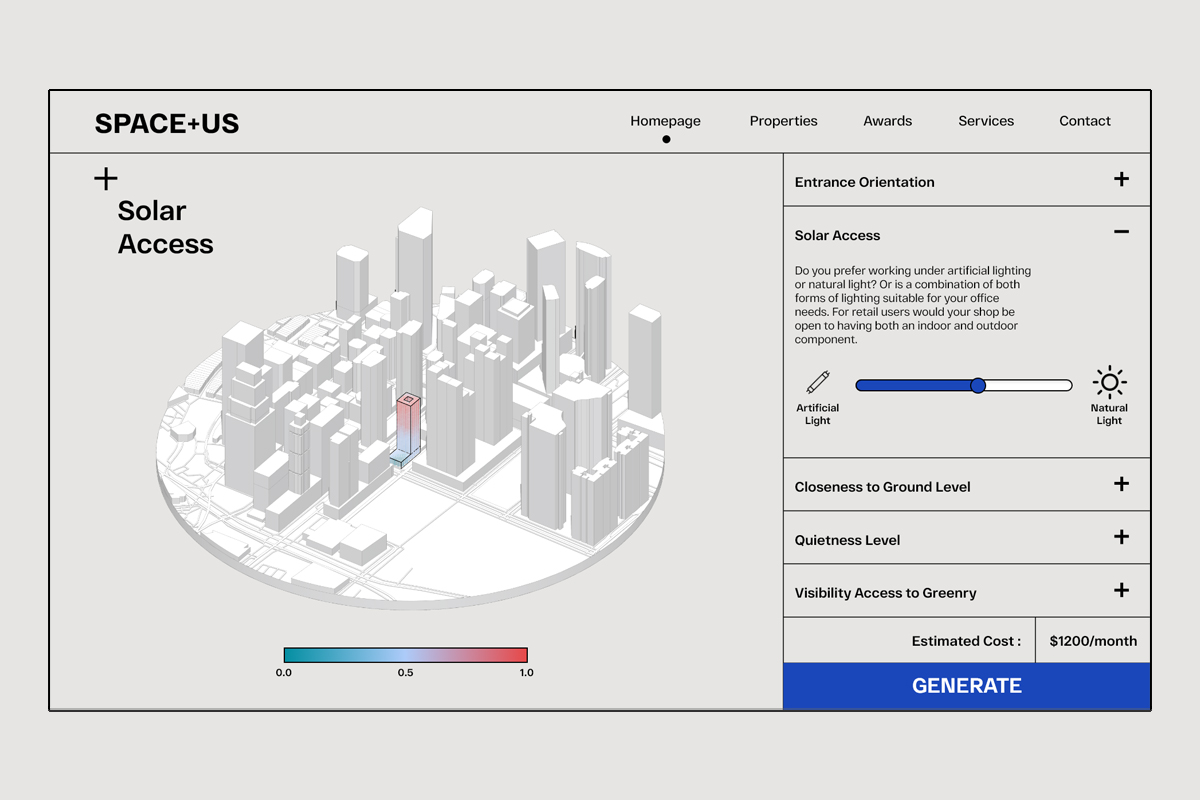 SPACE+US
Homepage
Properties
Awards
Services
Contact
Solar
Access
0.0
0.5
1.0
Entrance Orientation
Solar Access
Do you prefer working under artificial lighting
or natural light? Or is a combination of both
forms of lighting suitable for your office
needs. For retail users would your shop be
open to having both an indoor and outdoor
component.
Artificial
Light
Natural
Light
Closeness to Ground Level
Quietness Level
Visibility Access to Greenry
Estimated Cost :
$1200/month
GENERATE